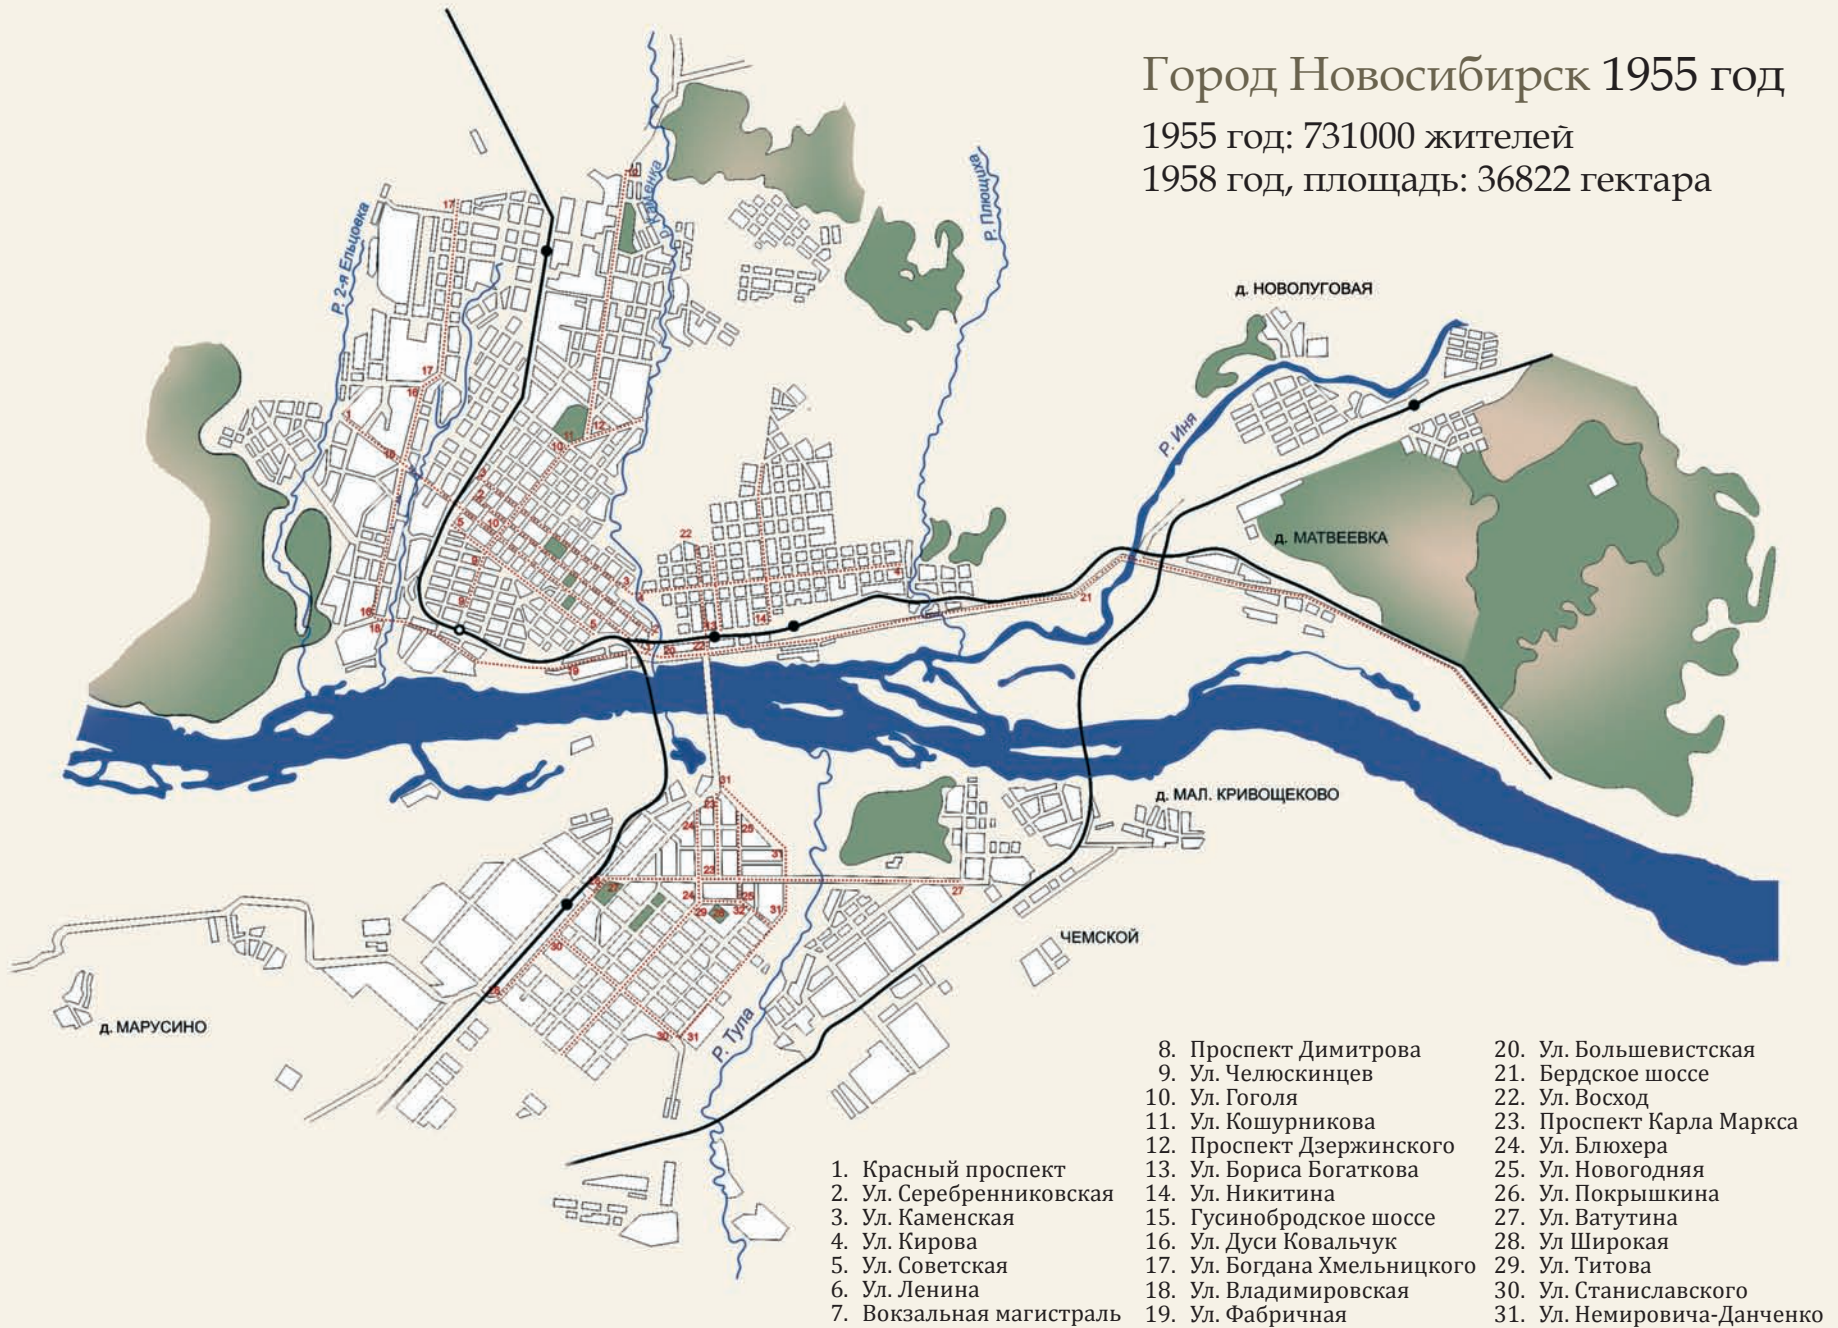 Город Новосибирск 1955 год
1955 год: 731000 жителей
1958 год, площадь: 36822 гектара
Р. 2-я Ельцовка
р. Каменка
Р. Плющиха
д. НОВОЛУГОВАЯ
Р. Иня
д. МАТВЕЕВКА
д. МАЛ. КРИВОЩЕКОВО
ЧЕМСКОЙ
д. МАРУСИНО
Р. Тула
1. Красный проспект
2. Ул. Серебренниковская
3. Ул. Каменская
4. Ул. Кирова
5. Ул. Советская
6. Ул. Ленина
7. Вокзальная магистраль
8. Проспект Димитрова
9. Ул. Челюскинцев
10. Ул. Гоголя
11. Ул. Кошурникова
12. Проспект Дзержинского
13. Ул. Бориса Богаткова
14. Ул. Никитина
15. Гусинобродское шоссе
16. Ул. Дуси Ковальчук
17. Ул. Богдана Хмельницкого
18. Ул. Владимировская
19. Ул. Фабричная
20. Ул. Большевистская
21. Бердское шоссе
22. Ул. Восход
23. Проспект Карла Маркса
24. Ул. Блюхера
25. Ул. Новогодняя
26. Ул. Покрышкина
27. Ул. Ватутина
28. Ул Широкая
29. Ул. Титова
30. Ул. Станиславского
31. Ул. Немировича-Данченко